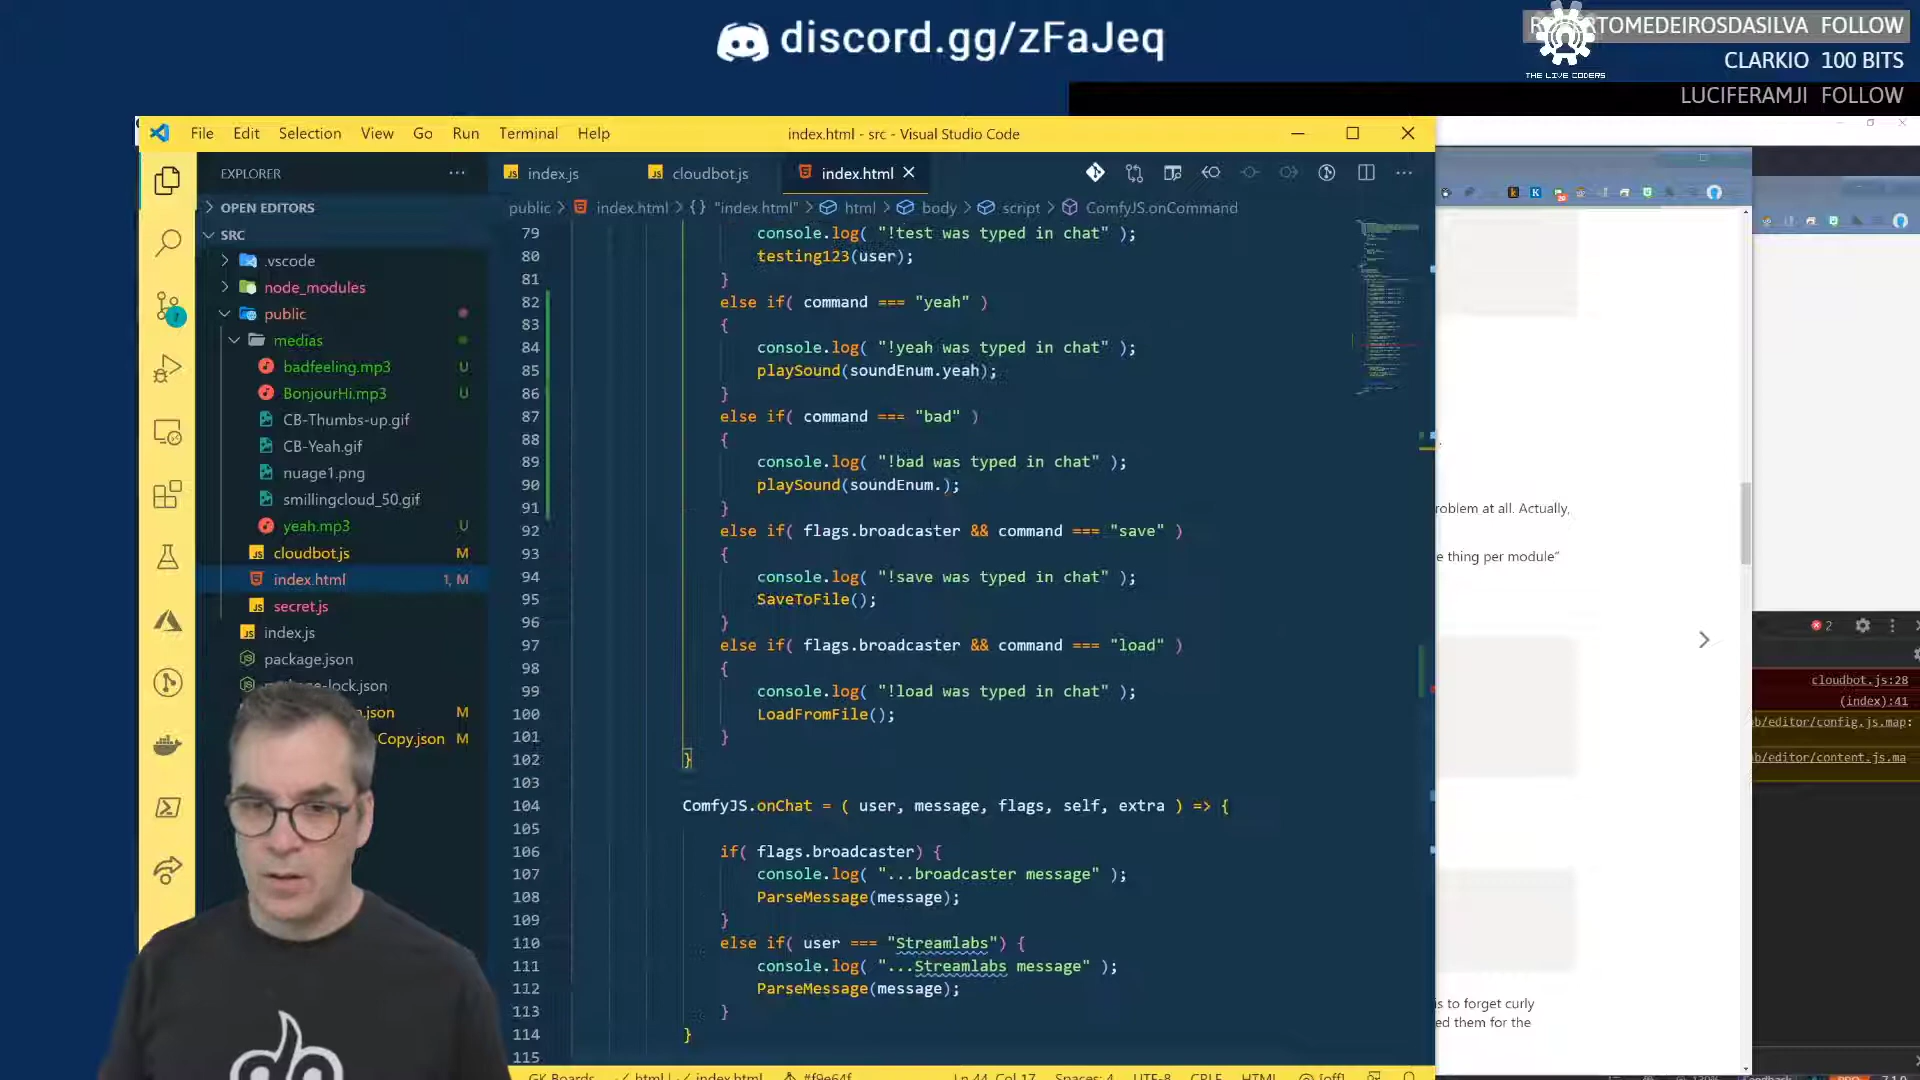 discord.gg/zFaJeq
FOLLOW
THE LIVE CODERS
CLARKIO 100 BITS
LUCIFERAMJI FOLLOW
File Edit Selection View Go Run Terminal Help
index.html - src - Visual Studio Code
EXPLORER
index.js
cloudbot.js
index.html
OPEN EDITORS
public > index.html > {} "index.html" > html > body > script > ComfyJS.onCommand
SRC
.vscode
node_modules
public
medias
badfeeling.mp3 U
BonjourHi.mp3 U
CB-Thumbs-up.gif
CB-Yeah.gif
nuage1.png
smillingcloud_50.gif
yeah.mp3 U
cloudbot.js M
index.html 1, M
secret.js
index.js
package.json
-lock.json
.json M
Copy.json M
79 console.log( "!test was typed in chat" );
80 testing123(user);
81 }
82 else if( command === "yeah" )
83 {
84 console.log( "!yeah was typed in chat" );
85 playSound(soundEnum.yeah);
86 }
87 else if( command === "bad" )
88 {
89 console.log( "!bad was typed in chat" );
90 playSound(soundEnum.);
91 }
92 else if( flags.broadcaster && command === "save" )
93 {
94 console.log( "!save was typed in chat" );
95 SaveToFile();
96 }
97 else if( flags.broadcaster && command === "load" )
98 {
99 console.log( "!load was typed in chat" );
100 LoadFromFile();
101 }
102 }
103
104 ComfyJS.onChat = ( user, message, flags, self, extra ) => {
105
106 if( flags.broadcaster) {
107 console.log( "...broadcaster message" );
108 ParseMessage(message);
109 }
110 else if( user === "Streamlabs") {
111 console.log( "...Streamlabs message" );
112 ParseMessage(message);
113 }
114 }
115
roblem at all. Actually,
e thing per module"
is to forget curly
ed them for the
2
cloudbot.js:28
(index):41
b/editor/config.js.map:
b/editor/content.js.ma
GK Boards html index.html #f9e64f Ln 44, Col 17 Spaces: 4 UTF-8 CRLF HTML [off]